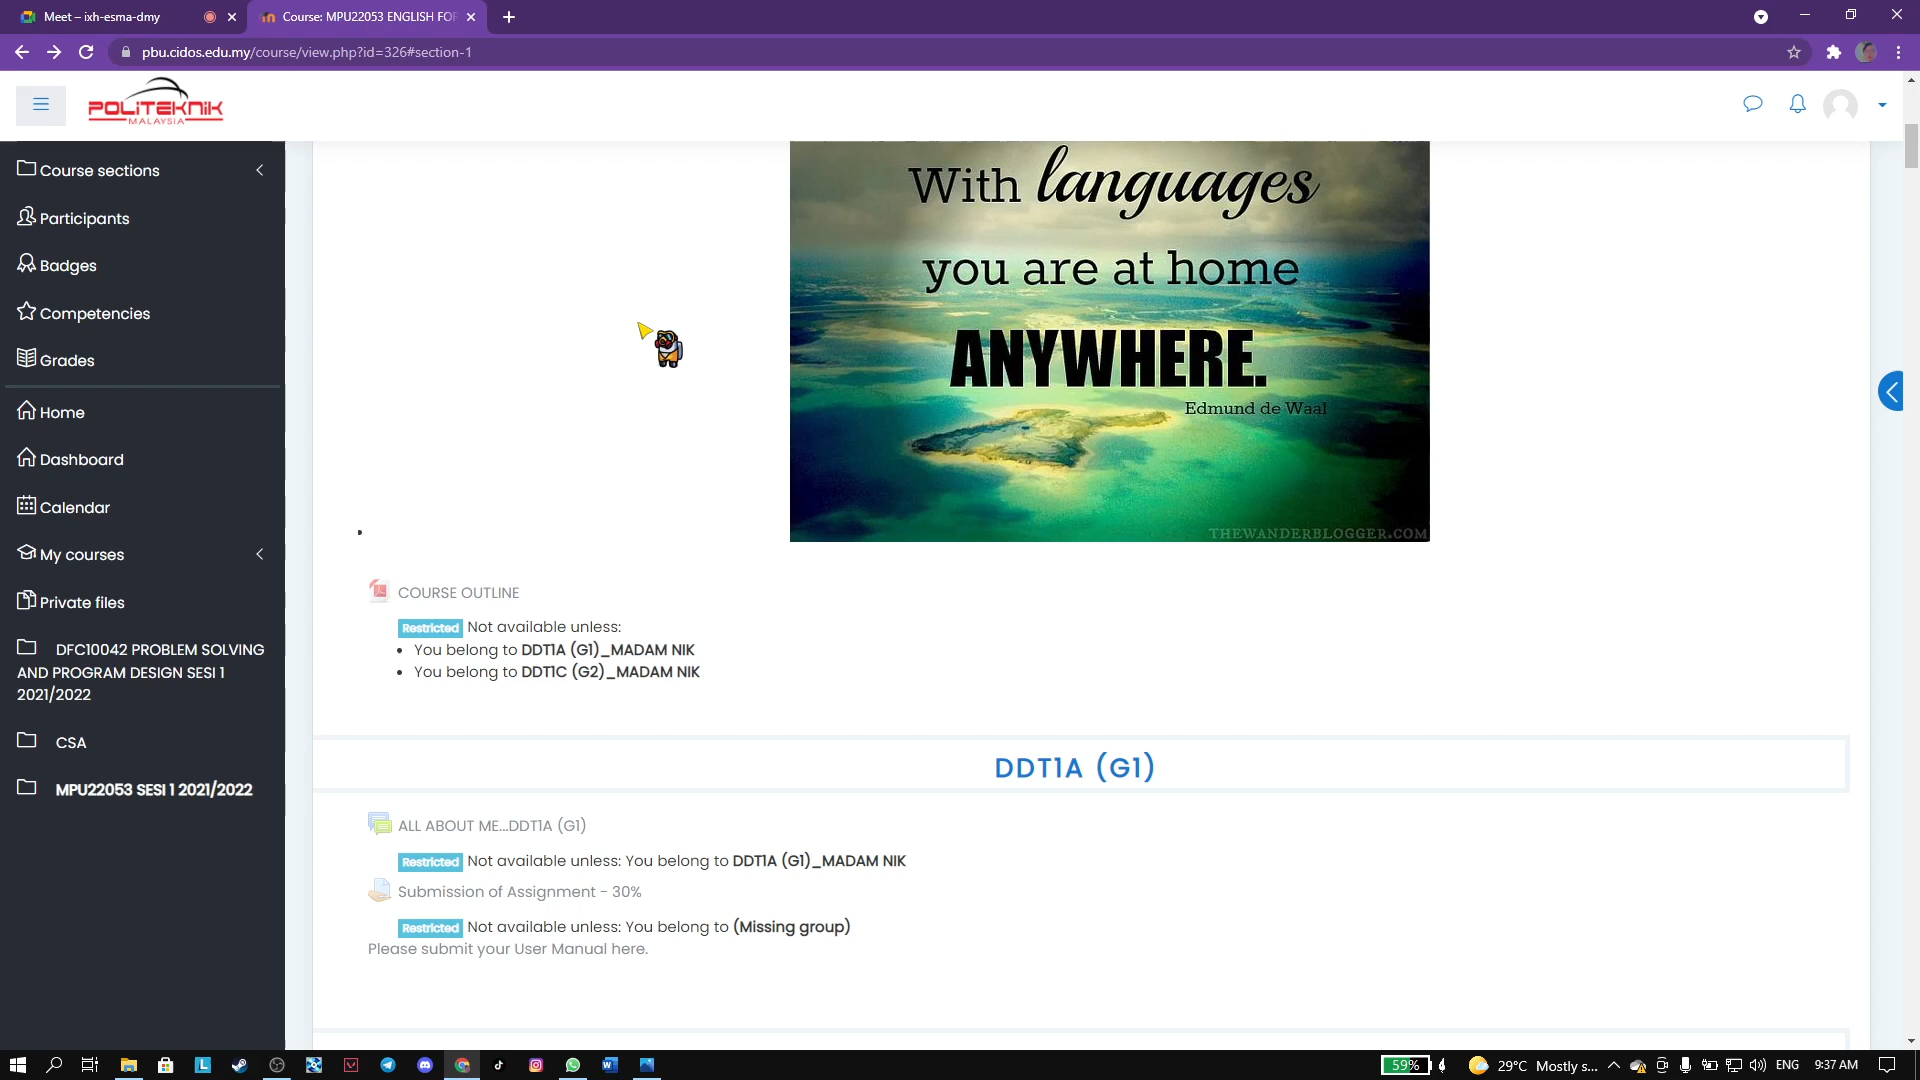 Meet – ixh-esma-dmy
Course: MPU22053 ENGLISH FOR
pbu.cidos.edu.my/course/view.php?id=326#section-1
POLITEKNIK
MALAYSIA
Course sections
Participants
Badges
Competencies
Grades
Home
Dashboard
Calendar
My courses
Private files
DFC10042 PROBLEM SOLVING
AND PROGRAM DESIGN SESI 1
2021/2022
CSA
MPU22053 SESI 1 2021/2022
With languages
you are at home
ANYWHERE.
Edmund de Waal
THEWANDERBLOGGER.COM
COURSE OUTLINE
Restricted Not available unless:
You belong to DDT1A (G1)_MADAM NIK
You belong to DDT1C (G2)_MADAM NIK
DDT1A (G1)
ALL ABOUT ME...DDT1A (G1)
Restricted Not available unless: You belong to DDT1A (G1)_MADAM NIK
Submission of Assignment - 30%
Restricted Not available unless: You belong to (Missing group)
Please submit your User Manual here.
59% 29°C Mostly s... ENG 9:37 AM